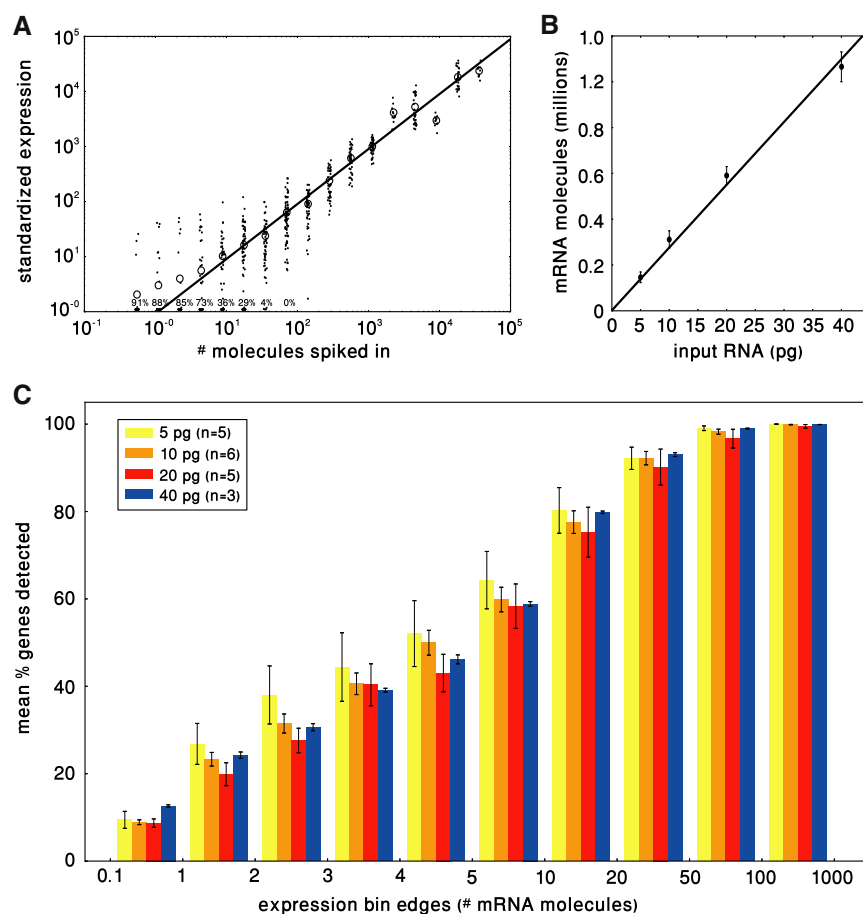 A
standardized expression
10^5
10^4
10^3
10^2
10^1
10^-0
91% 88% 85% 73% 36% 29% 4% 0%
10^-1 10^-0 10^1 10^2 10^3 10^4 10^5
# molecules spiked in
B
mRNA molecules (millions)
1.0
1.2
0.8
0.6
0.4
0.2
0
0 5 10 15 20 25 30 35 40
input RNA (pg)
C
mean % genes detected
100
80
60
40
20
0
5 pg (n=5)
10 pg (n=6)
20 pg (n=5)
40 pg (n=3)
0.1 1 2 3 4 5 10 20 50 100 1000
expression bin edges (# mRNA molecules)